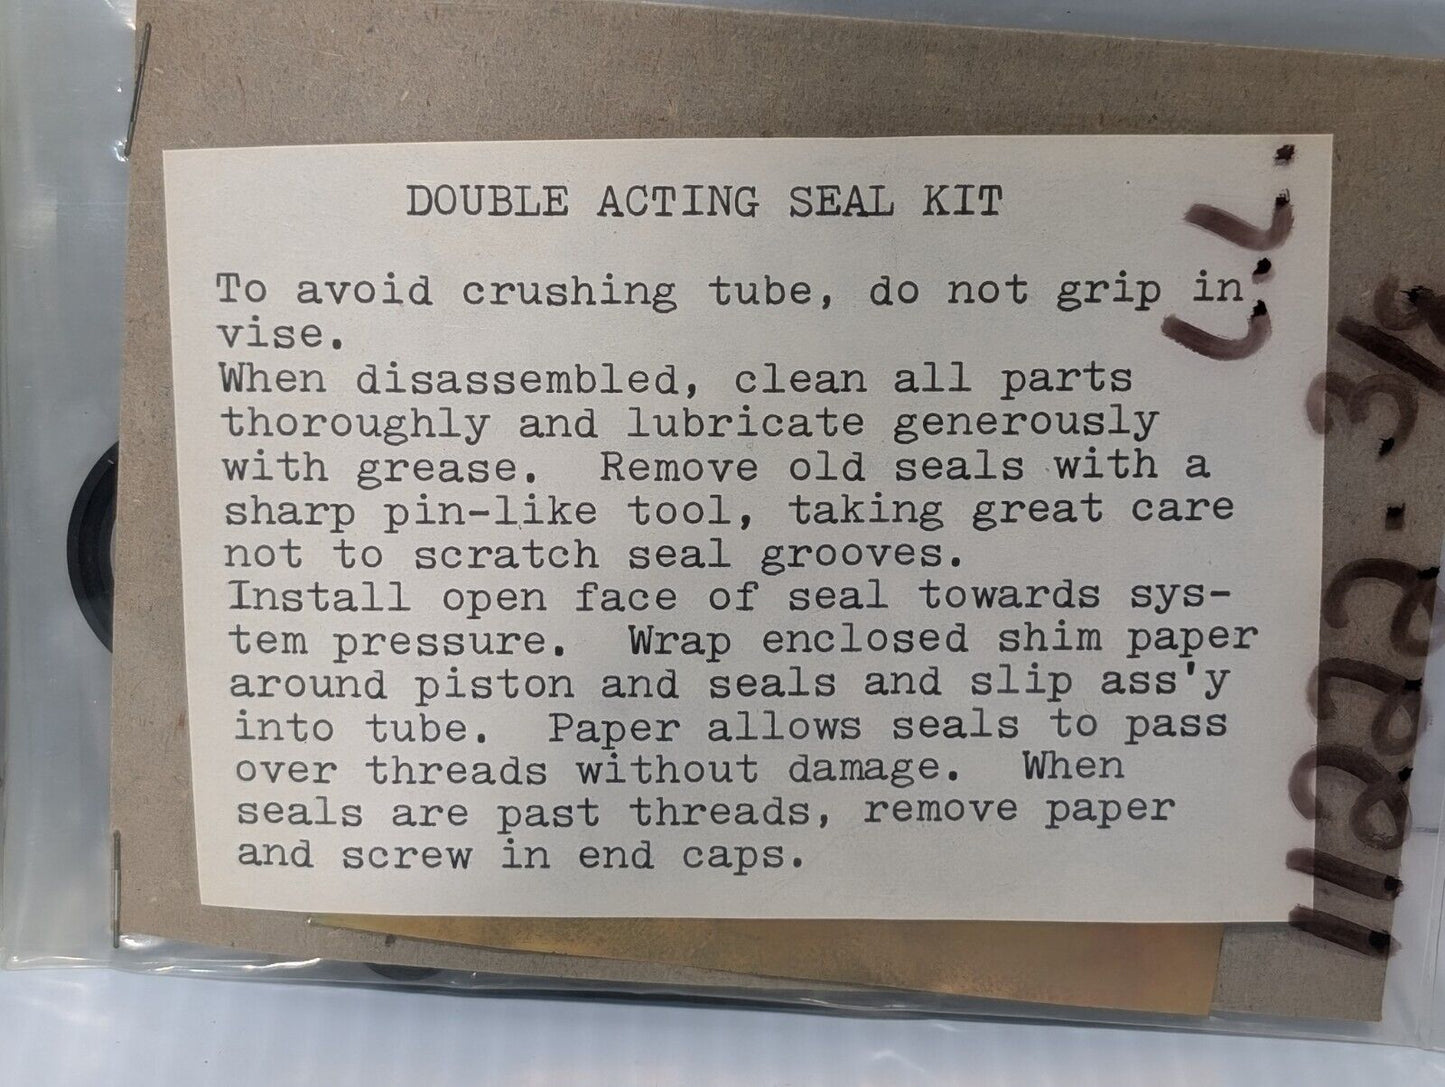 DOUBLE ACTING SEAL KIT
To avoid crushing tube, do not grip in
vise.
When disassembled, clean all parts
thoroughly and lubricate generously
with grease.  Remove old seals with a
sharp pin-like tool, taking great care
not to scratch seal grooves.
Install open face of seal towards sys-
tem pressure.  Wrap enclosed shim paper
around piston and seals and slip ass'y
into tube.  Paper allows seals to pass
over threads without damage.  When
seals are past threads, remove paper
and screw in end caps.